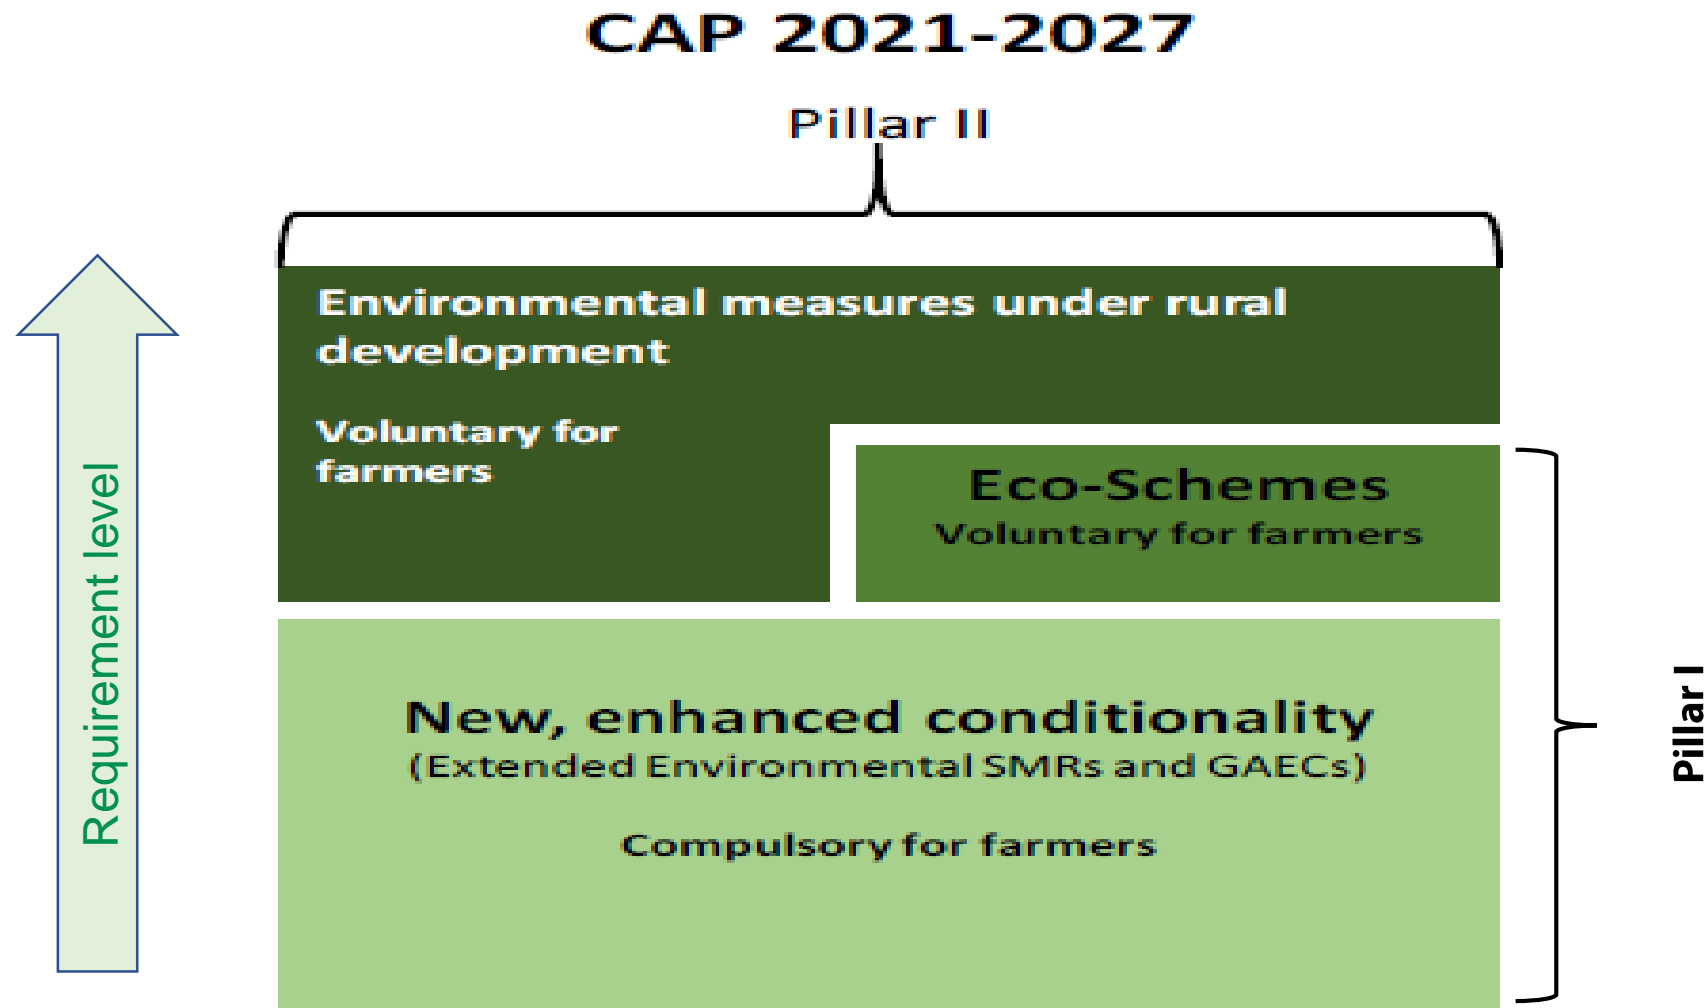 CAP 2021-2027
Pillar II
Environmental measures under rural
development
Voluntary for
farmers
Eco-Schemes
Voluntary for farmers
New, enhanced conditionality
(Extended Environmental SMRs and GAECs)
Compulsory for farmers
Requirement level
Pillar I